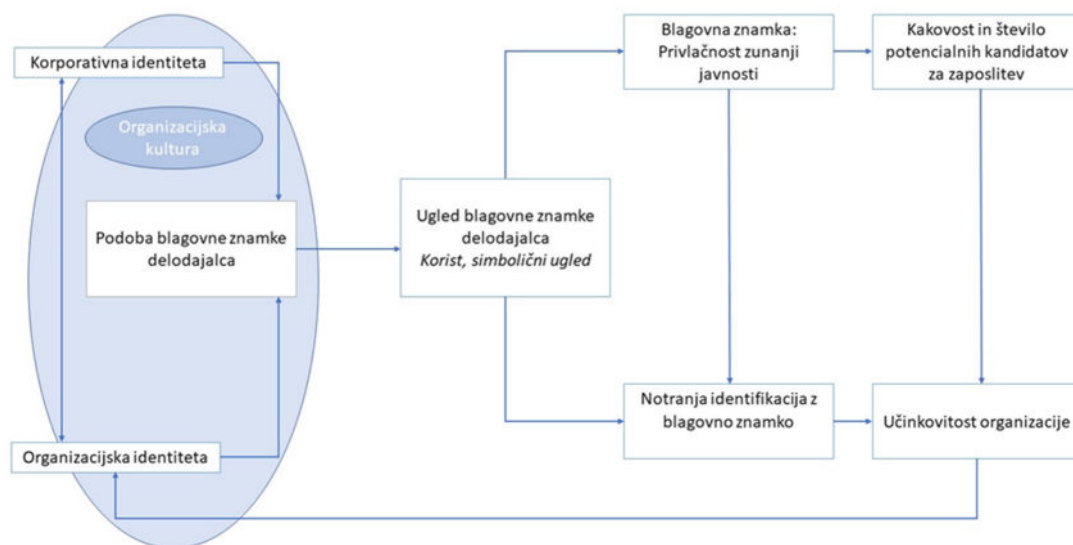 Korporativna identiteta
Organizacijska
kultura
Podoba blagovne znamke
delodajalca
Organizacijska identiteta
Ugled blagovne znamke
delodajalca
Korist, simbolični ugled
Blagovna znamka:
Privlačnost zunanji
javnosti
Kakovost in število
potencialnih kandidatov
za zaposlitev
Notranja identifikacija z
blagovno znamko
Učinkovitost organizacije